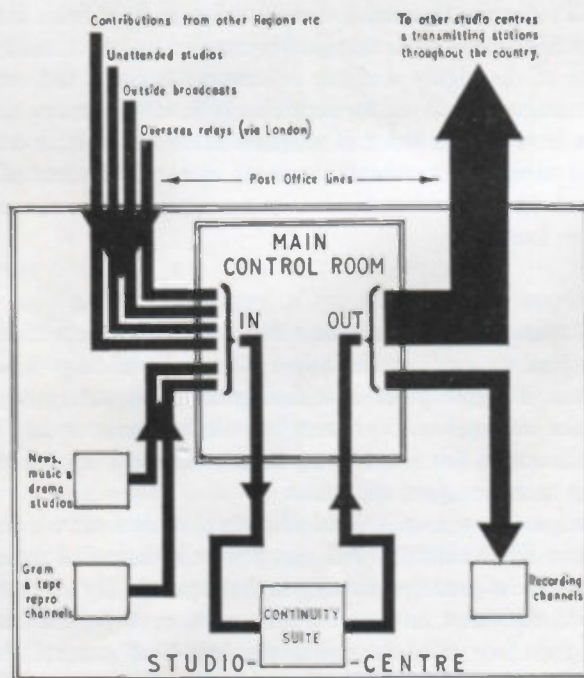 Contributions from other Regions etc.
Unattended studios
Outside broadcasts
Overseas relays (via London)
To other studio centres
& transmitting stations
throughout the country.
Post Office lines
MAIN
CONTROL ROOM
IN
OUT
News,
music &
drama
studios
Gram
& tape
repro
channels
CONTINUITY
SUITE
Recording
channels
STUDIO-
-CENTRE